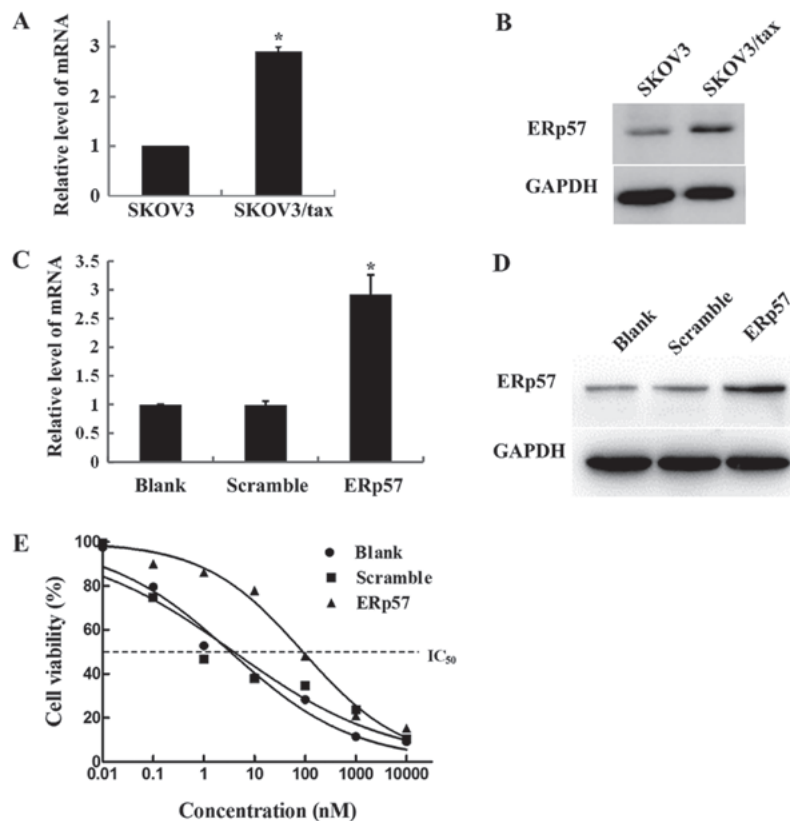 A
Relative level of mRNA
3
2
1
0
*
SKOV3
SKOV3/tax
B
SKOV3
SKOV3/tax
ERp57
GAPDH
C
Relative level of mRNA
3.5
3
2.5
2
1.5
1
0.5
0
*
Blank
Scramble
ERp57
D
Blank
Scramble
ERp57
ERp57
GAPDH
E
Cell viability (%)
100
80
60
40
20
0
Blank
Scramble
ERp57
IC₅₀
0.01
0.1
1
10
100
1000
10000
Concentration (nM)